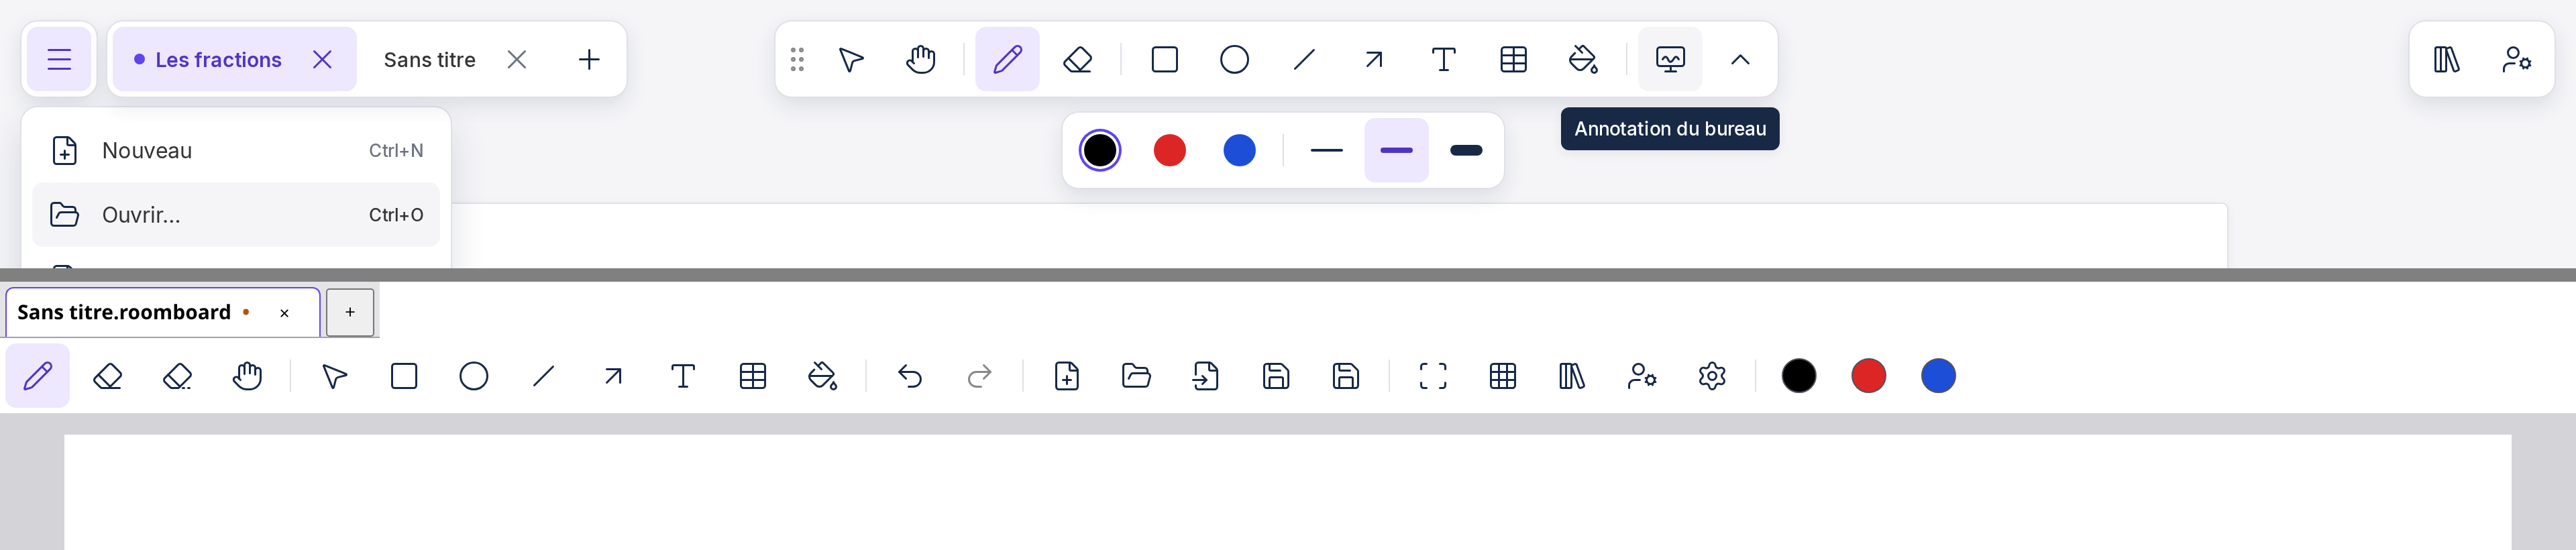 Les fractions
Sans titre
Nouveau Ctrl+N
Ouvrir... Ctrl+O
Annotation du bureau
Sans titre.roomboard